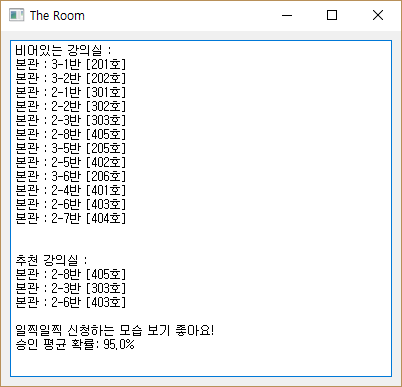 The Room
비어있는 강의실 :
본관 : 3-1반 [201호]
본관 : 3-2반 [202호]
본관 : 2-1반 [301호]
본관 : 2-2반 [302호]
본관 : 2-3반 [303호]
본관 : 2-8반 [405호]
본관 : 3-5반 [205호]
본관 : 2-5반 [402호]
본관 : 3-6반 [206호]
본관 : 2-4반 [401호]
본관 : 2-6반 [403호]
본관 : 2-7반 [404호]
추천 강의실 :
본관 : 2-8반 [405호]
본관 : 2-3반 [303호]
본관 : 2-6반 [403호]
일찍일찍 신청하는 모습 보기 좋아요!
승인 평균 확률: 95.0%